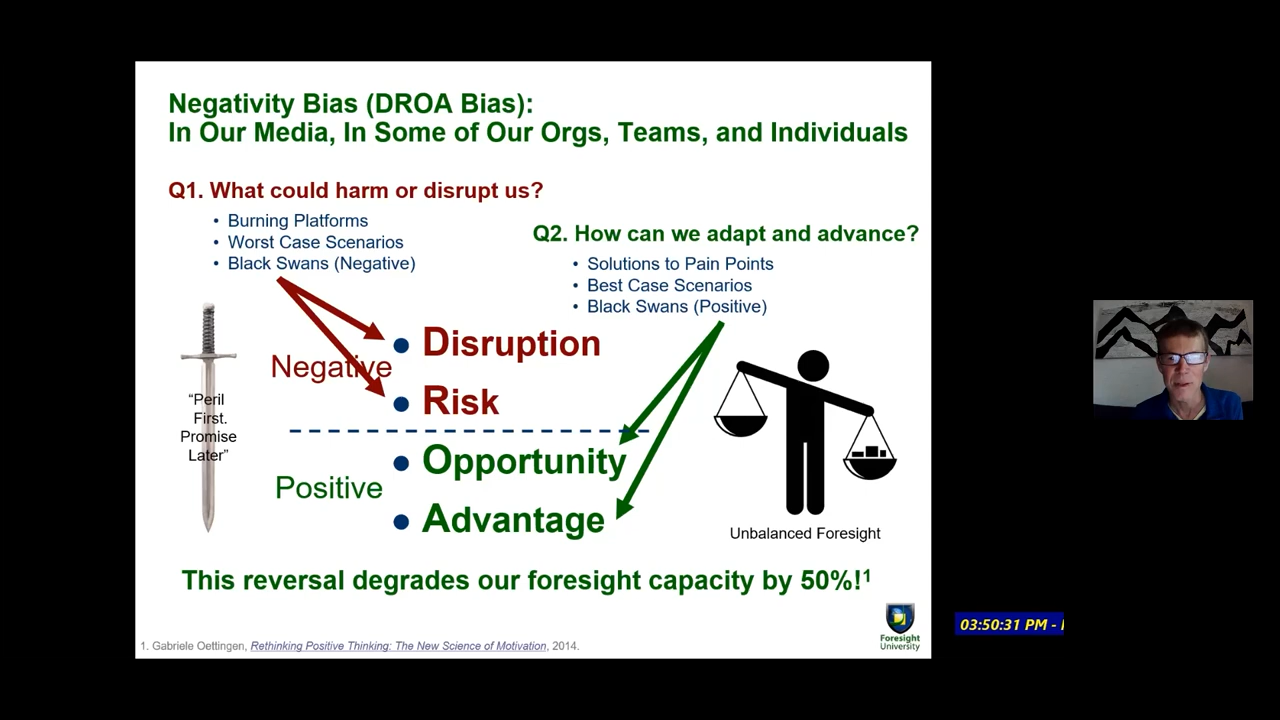 Negativity Bias (DROA Bias):
In Our Media, In Some of Our Orgs, Teams, and Individuals
Q1. What could harm or disrupt us?
• Burning Platforms
• Worst Case Scenarios
• Black Swans (Negative)
Q2. How can we adapt and advance?
• Solutions to Pain Points
• Best Case Scenarios
• Black Swans (Positive)
“Peril
First.
Promise
Later”
Negative
• Disruption
• Risk
Positive
• Opportunity
• Advantage
Unbalanced Foresight
This reversal degrades our foresight capacity by 50%!¹
1. Gabriele Oettingen, Rethinking Positive Thinking: The New Science of Motivation, 2014.
Foresight
University
03:50:31 PM -